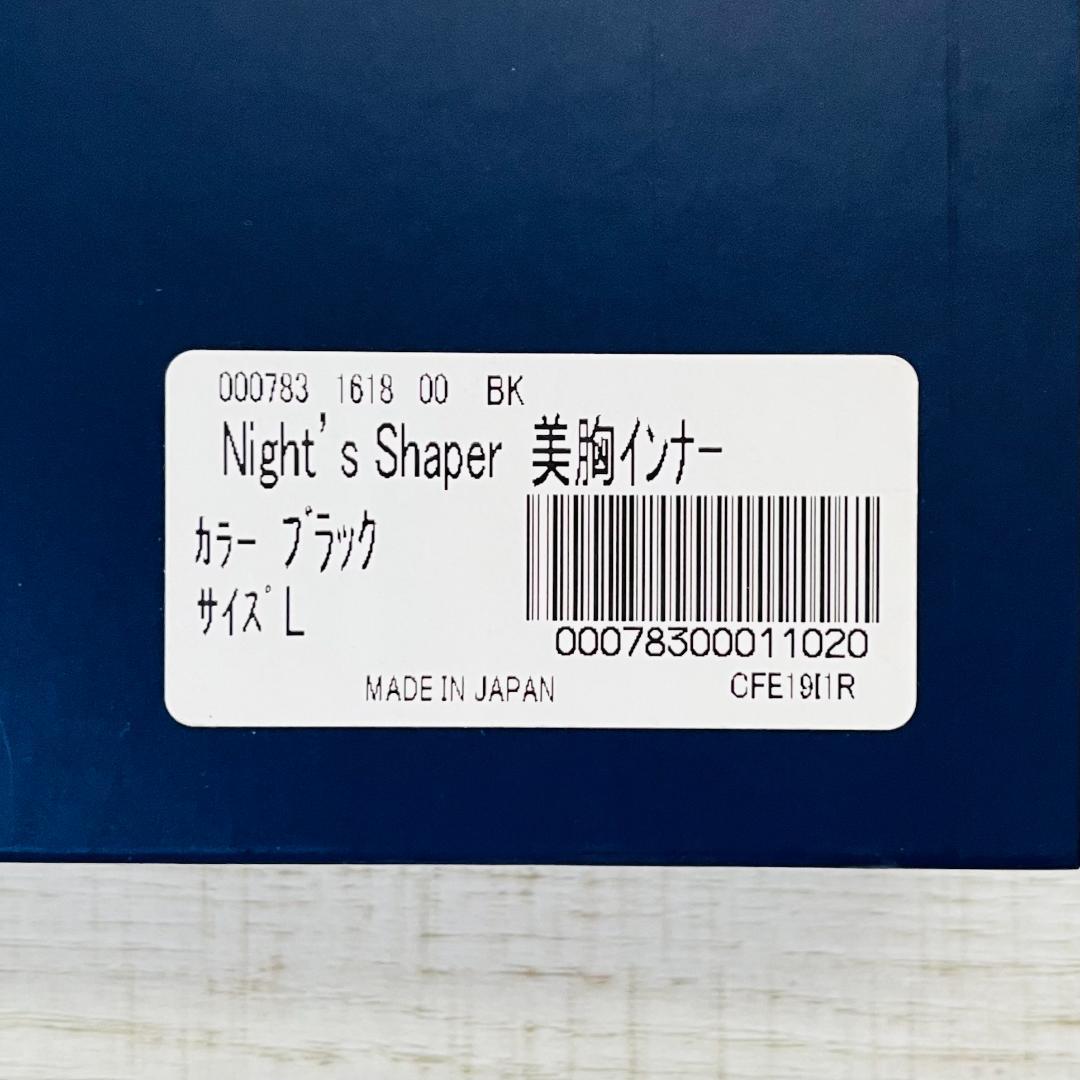 000783 1618 00 BK
Night's Shaper 美胸インナー
カラー ブラック
サイズ L
00078300011020
MADE IN JAPAN
CFE19I1R